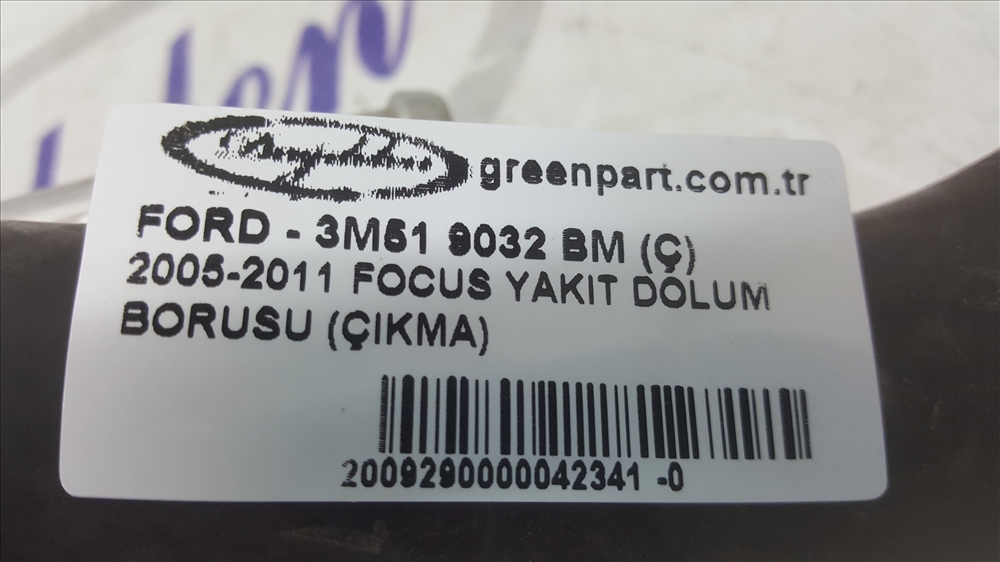 greenpart.com.tr
FORD - 3M51 9032 BM (Ç)
2005-2011 FOCUS YAKIT DOLUM
BORUSU (ÇIKMA)
2009290000042341 -0